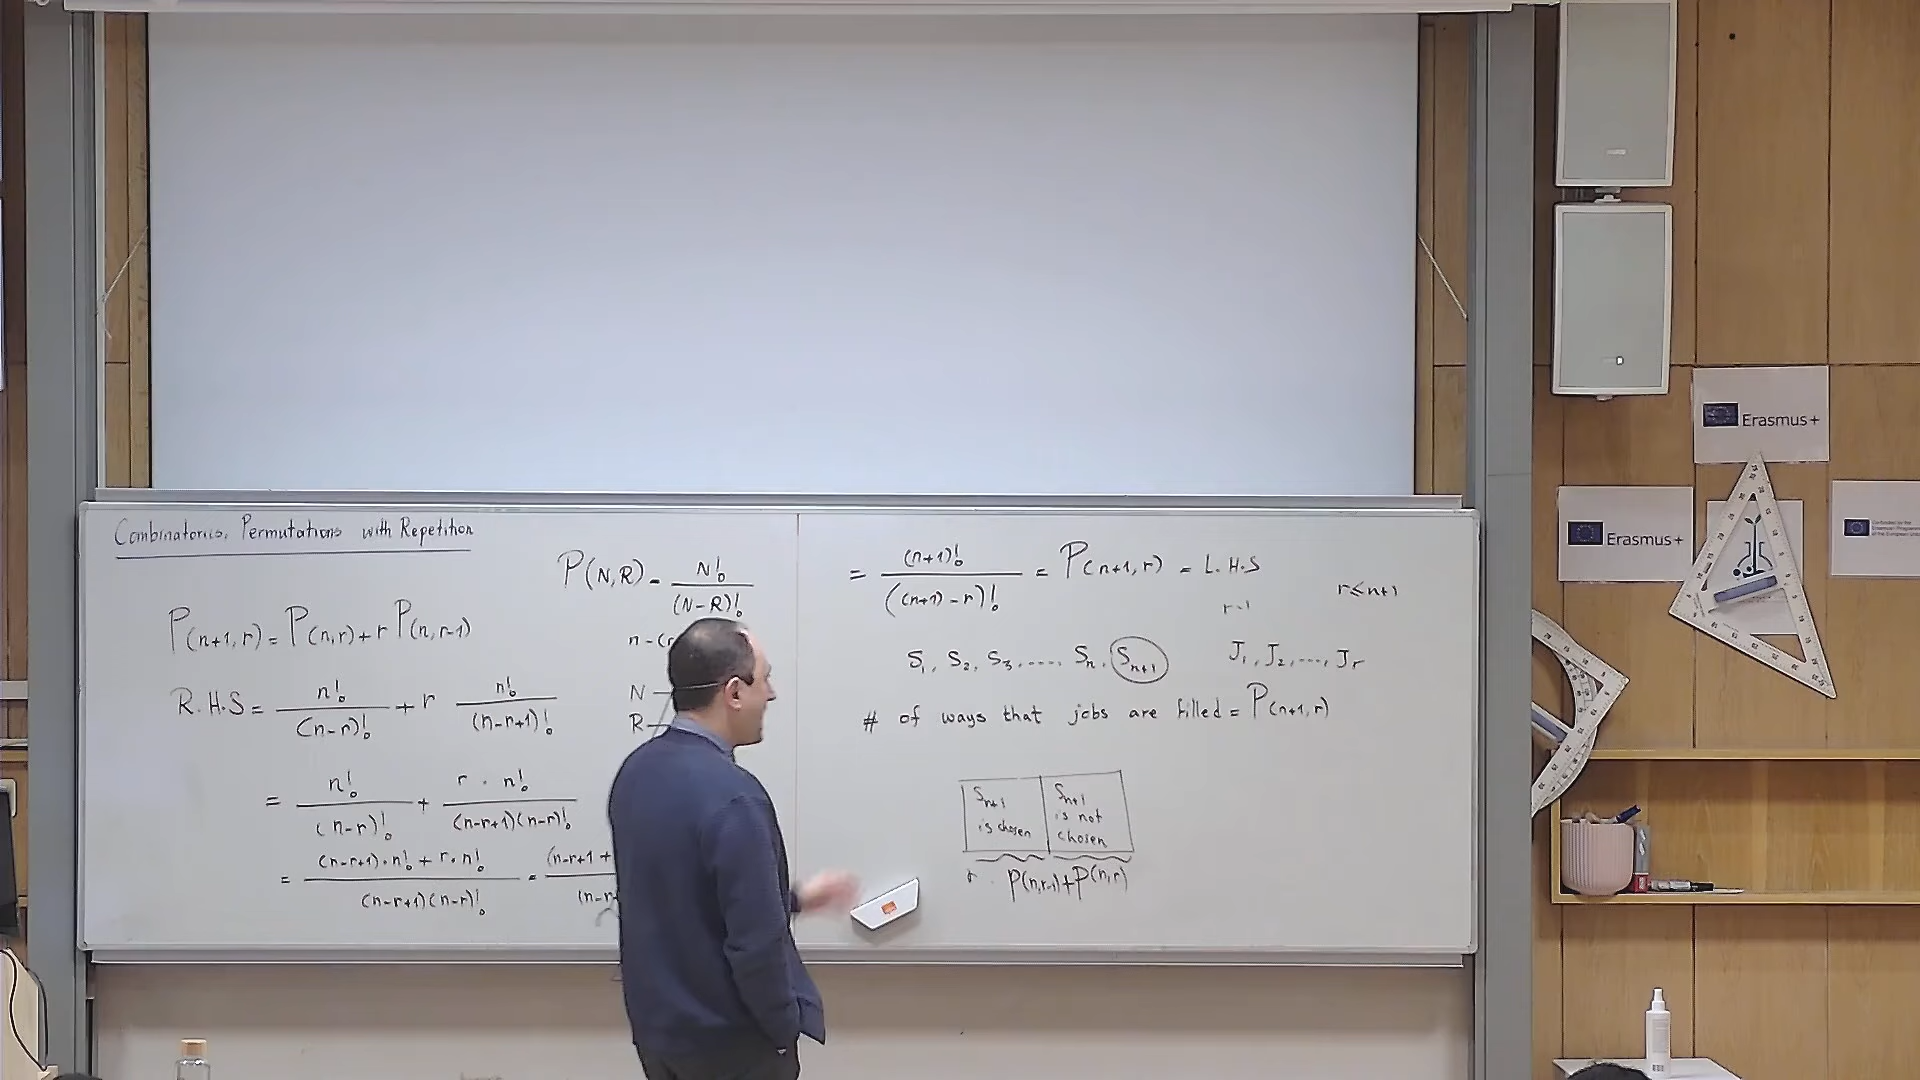 Combinatorics, Permutations with Repetition
P(N,R) = N! / (N-R)!
P(n+1,r) = P(n,r) + r P(n,r-1)
n-(r
R.H.S = n! / (n-r)! + r n! / (n-r+1)!
N
R
= n! / (n-r)! + r · n! / (n-r+1)(n-r)!
= (n-r+1)·n! + r·n! / (n-r+1)(n-r)! = (n-r+1 +
= (n+1)! / ((n+1)-r)! = P(n+1,r) = L.H.S
r-1
r≤n+1
S1, S2, S3, ...., Sn, Sn+1
J1, J2, ...., Jr
# of ways that jobs are filled = P(n+1,r)
Sn+1 is chosen
Sn+1 is not chosen
r · P(n,r-1) + P(n,r)
Erasmus+
Erasmus+